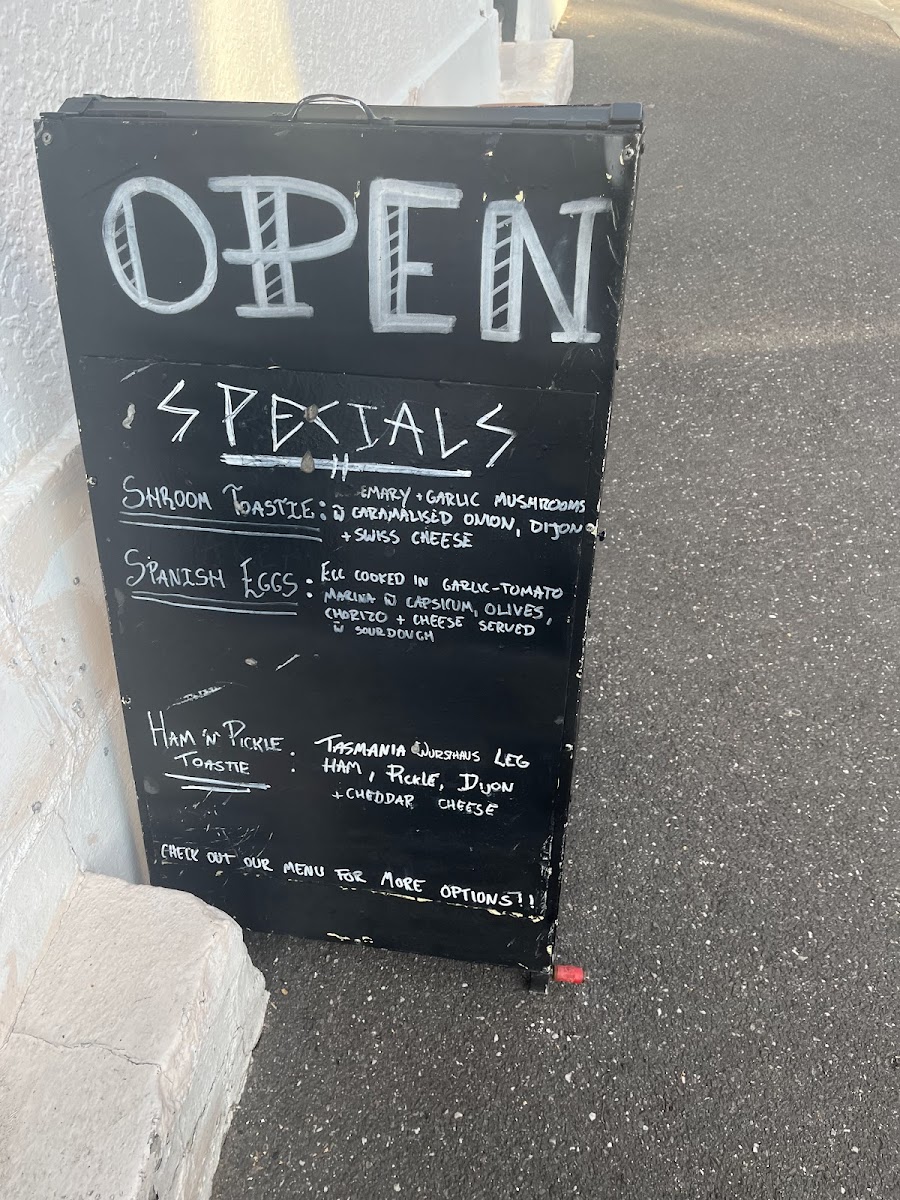 OPEN
SPECIALS
SHROOM TOASTIE: EMARY + GARLIC MUSHROOMS
W̄ CARAMALISED ONION, DIJON
+ SWISS CHEESE
SPANISH EGGS: EGG COOKED IN GARLIC-TOMATO
MARINA W̄ CAPSICUM, OLIVES,
CHORIZO + CHEESE SERVED
W̄ SOURDOUGH
HAM 'N' PICKLE : TASMANIA WURSTHAUS LEG
TOASTIE HAM, PICKLE, DIJON
+ CHEDDAR CHEESE
CHECK OUT OUR MENU FOR MORE OPTIONS!!